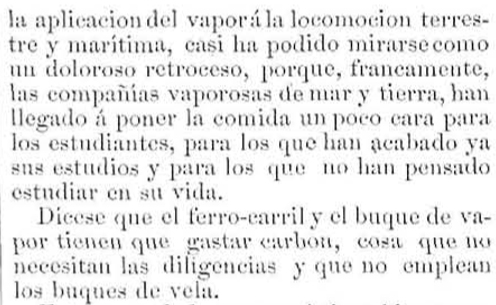 la aplicacion del vapor á la locomocion terres-
tre y marítima, casi ha podido mirarse como
un doloroso retroceso, porque, francamente,
las compañías vaporosas de mar y tierra, han
llegado á poner la comida un poco cara para
los estudiantes, para los que han acabado ya
sus estudios y para los que no han pensado
estudiar en su vida.
Dícese que el ferro-carril y el buque de va-
por tienen que gastar carbon, cosa que no
necesitan las diligencias y que no emplean
los buques de vela.